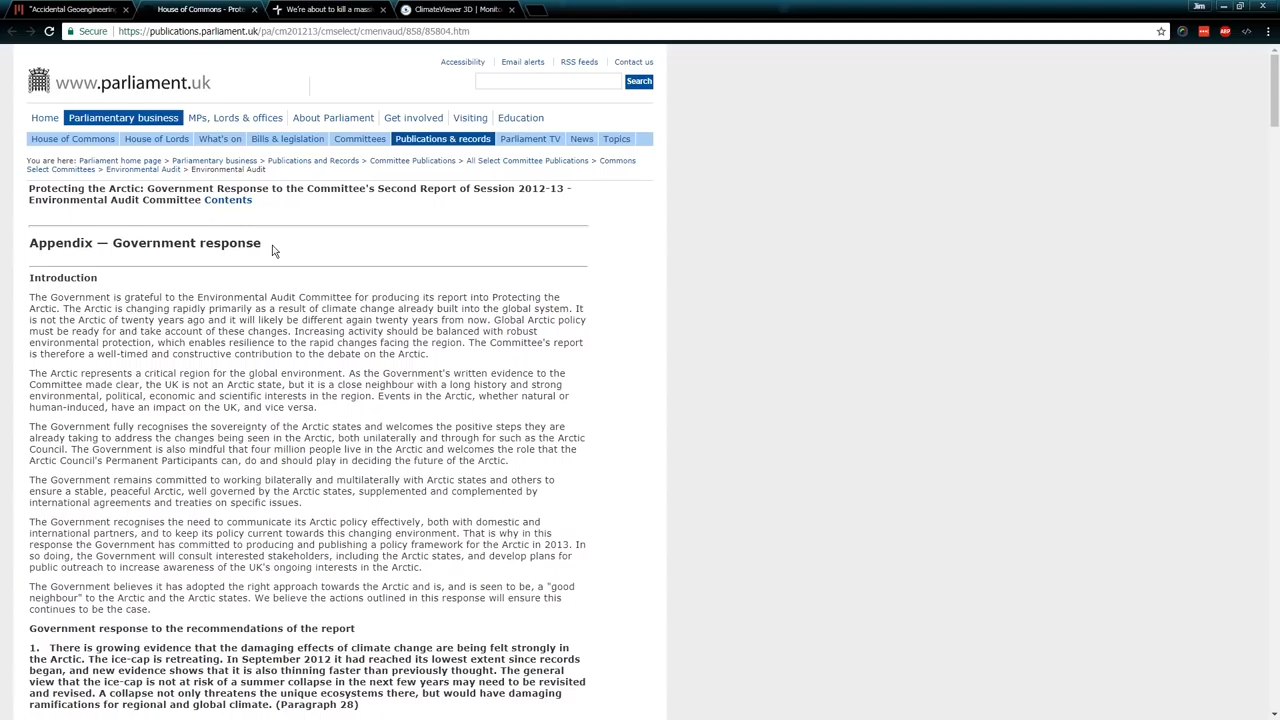 "Accidental Geoengineering
House of Commons - Prote
We're about to kill a mass
ClimateViewer 3D | Monito
Jim
Secure https://publications.parliament.uk/pa/cm201213/cmselect/cmenvaud/858/85804.htm
ABP
Accessibility Email alerts RSS feeds Contact us
www.parliament.uk
Search
Home Parliamentary business MPs, Lords & offices About Parliament Get involved Visiting Education
House of Commons House of Lords What's on Bills & legislation Committees Publications & records Parliament TV News Topics
You are here: Parliament home page > Parliamentary business > Publications and Records > Committee Publications > All Select Committee Publications > Commons
Select Committees > Environmental Audit > Environmental Audit
Protecting the Arctic: Government Response to the Committee's Second Report of Session 2012-13 -
Environmental Audit Committee Contents
Appendix — Government response
Introduction
The Government is grateful to the Environmental Audit Committee for producing its report into Protecting the
Arctic. The Arctic is changing rapidly primarily as a result of climate change already built into the global system. It
is not the Arctic of twenty years ago and it will likely be different again twenty years from now. Global Arctic policy
must be ready for and take account of these changes. Increasing activity should be balanced with robust
environmental protection, which enables resilience to the rapid changes facing the region. The Committee's report
is therefore a well-timed and constructive contribution to the debate on the Arctic.
The Arctic represents a critical region for the global environment. As the Government's written evidence to the
Committee made clear, the UK is not an Arctic state, but it is a close neighbour with a long history and strong
environmental, political, economic and scientific interests in the region. Events in the Arctic, whether natural or
human-induced, have an impact on the UK, and vice versa.
The Government fully recognises the sovereignty of the Arctic states and welcomes the positive steps they are
already taking to address the changes being seen in the Arctic, both unilaterally and through for such as the Arctic
Council. The Government is also mindful that four million people live in the Arctic and welcomes the role that the
Arctic Council's Permanent Participants can, do and should play in deciding the future of the Arctic.
The Government remains committed to working bilaterally and multilaterally with Arctic states and others to
ensure a stable, peaceful Arctic, well governed by the Arctic states, supplemented and complemented by
international agreements and treaties on specific issues.
The Government recognises the need to communicate its Arctic policy effectively, both with domestic and
international partners, and to keep its policy current towards this changing environment. That is why in this
response the Government has committed to producing and publishing a policy framework for the Arctic in 2013. In
so doing, the Government will consult interested stakeholders, including the Arctic states, and develop plans for
public outreach to increase awareness of the UK's ongoing interests in the Arctic.
The Government believes it has adopted the right approach towards the Arctic and is, and is seen to be, a "good
neighbour" to the Arctic and the Arctic states. We believe the actions outlined in this response will ensure this
continues to be the case.
Government response to the recommendations of the report
1. There is growing evidence that the damaging effects of climate change are being felt strongly in
the Arctic. The ice-cap is retreating. In September 2012 it had reached its lowest extent since records
began, and new evidence shows that it is also thinning faster than previously thought. The general
view that the ice-cap is not at risk of a summer collapse in the next few years may need to be revisited
and revised. A collapse not only threatens the unique ecosystems there, but would have damaging
ramifications for regional and global climate. (Paragraph 28)